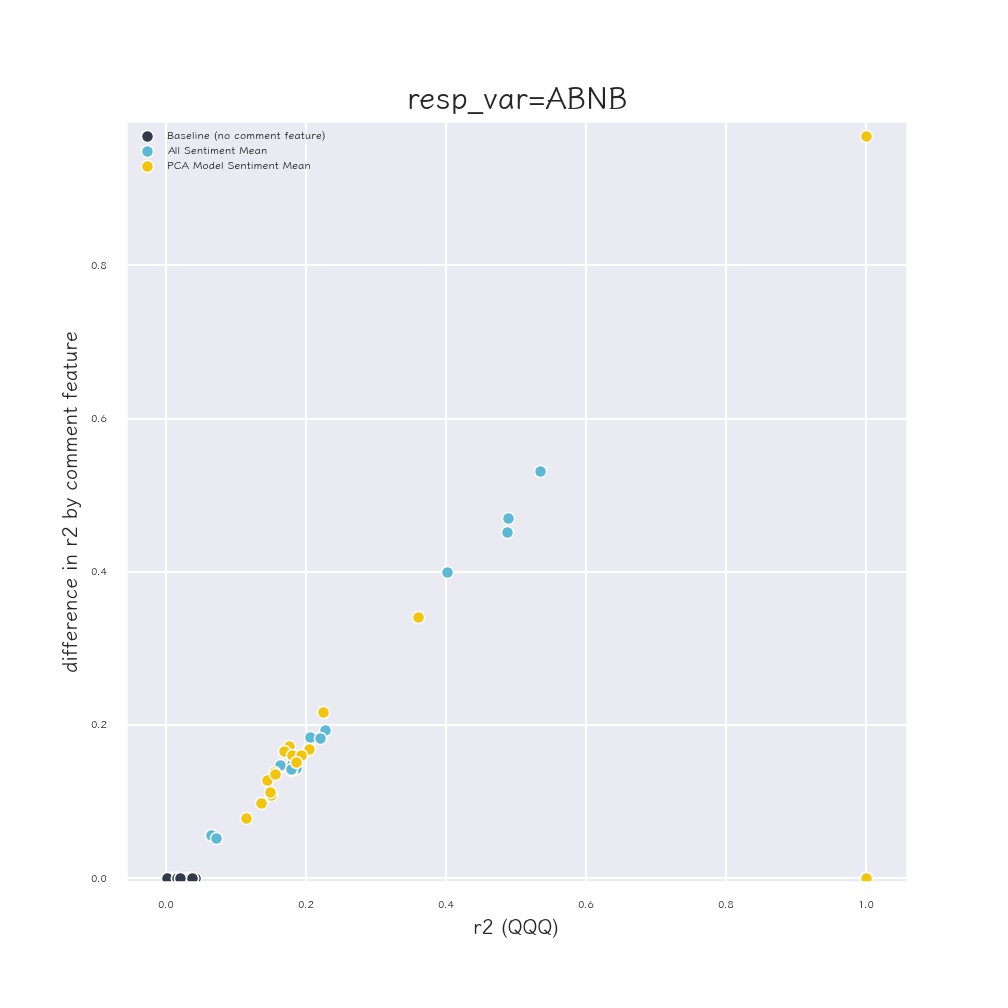 resp_var=ABNB
Baseline (no comment feature)
All Sentiment Mean
PCA Model Sentiment Mean
difference in r2 by comment feature
0.8
0.6
0.4
0.2
0.0
0.0 0.2 0.4 0.6 0.8 1.0
r2 (QQQ)